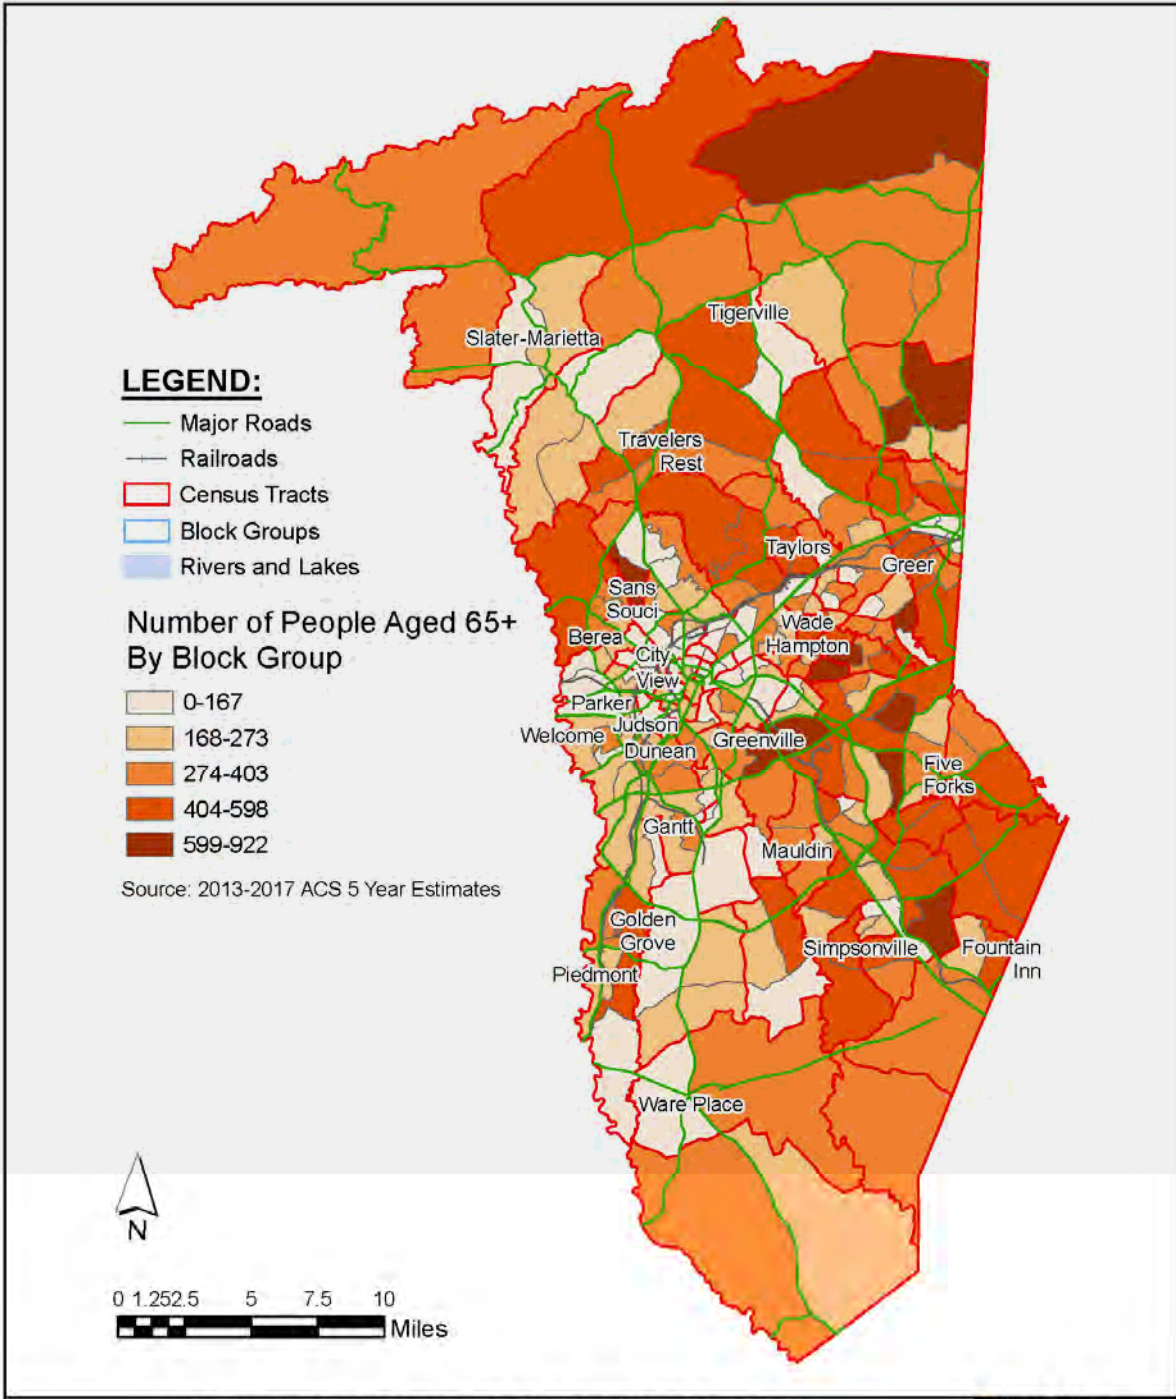 Tigerville
Slater-Marietta
LEGEND:
Major Roads
Railroads
Census Tracts
Block Groups
Rivers and Lakes
Number of People Aged 65+
By Block Group
0-167
168-273
274-403
404-598
599-922
Source: 2013-2017 ACS 5 Year Estimates
Travelers
Rest
Taylors
Greer
Sans
Souci
Wade
Hampton
Berea
City
View
Parker
Judson
Welcome
Dunean
Greenville
Five
Forks
Gantt
Mauldin
Golden
Grove
Simpsonville
Fountain
Inn
Piedmont
Ware Place
N
0 1.252.5 5 7.5 10
Miles